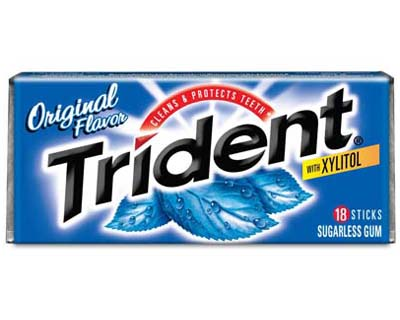 Original
Flavor
CLEANS & PROTECTS TEETH*
Trident®
WITH XYLITOL
18 STICKS
SUGARLESS GUM